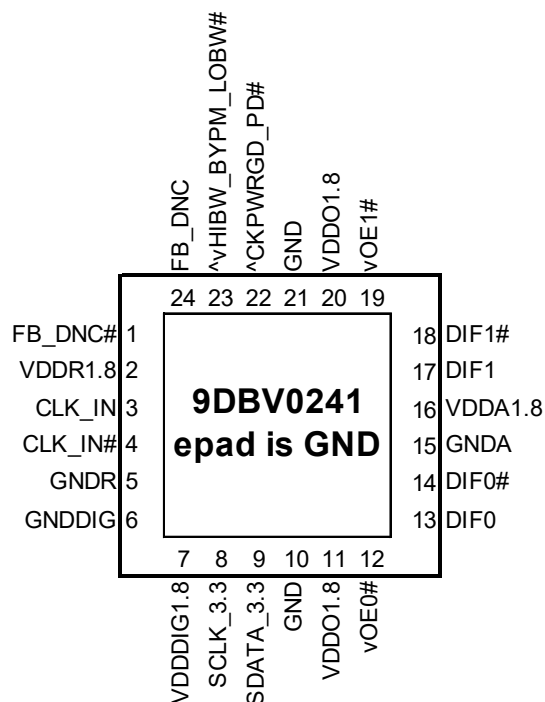 FB_DNC
^vHIBW_BYPM_LOBW#
^CKPWRGD_PD#
GND
VDDO1.8
vOE1#
24 23 22 21 20 19
FB_DNC# 1
VDDR1.8 2
CLK_IN 3
CLK_IN# 4
GNDR 5
GNDDIG 6
9DBV0241
epad is GND
18 DIF1#
17 DIF1
16 VDDA1.8
15 GNDA
14 DIF0#
13 DIF0
7 8 9 10 11 12
VDDDIG1.8
SCLK_3.3
SDATA_3.3
GND
VDDO1.8
vOE0#